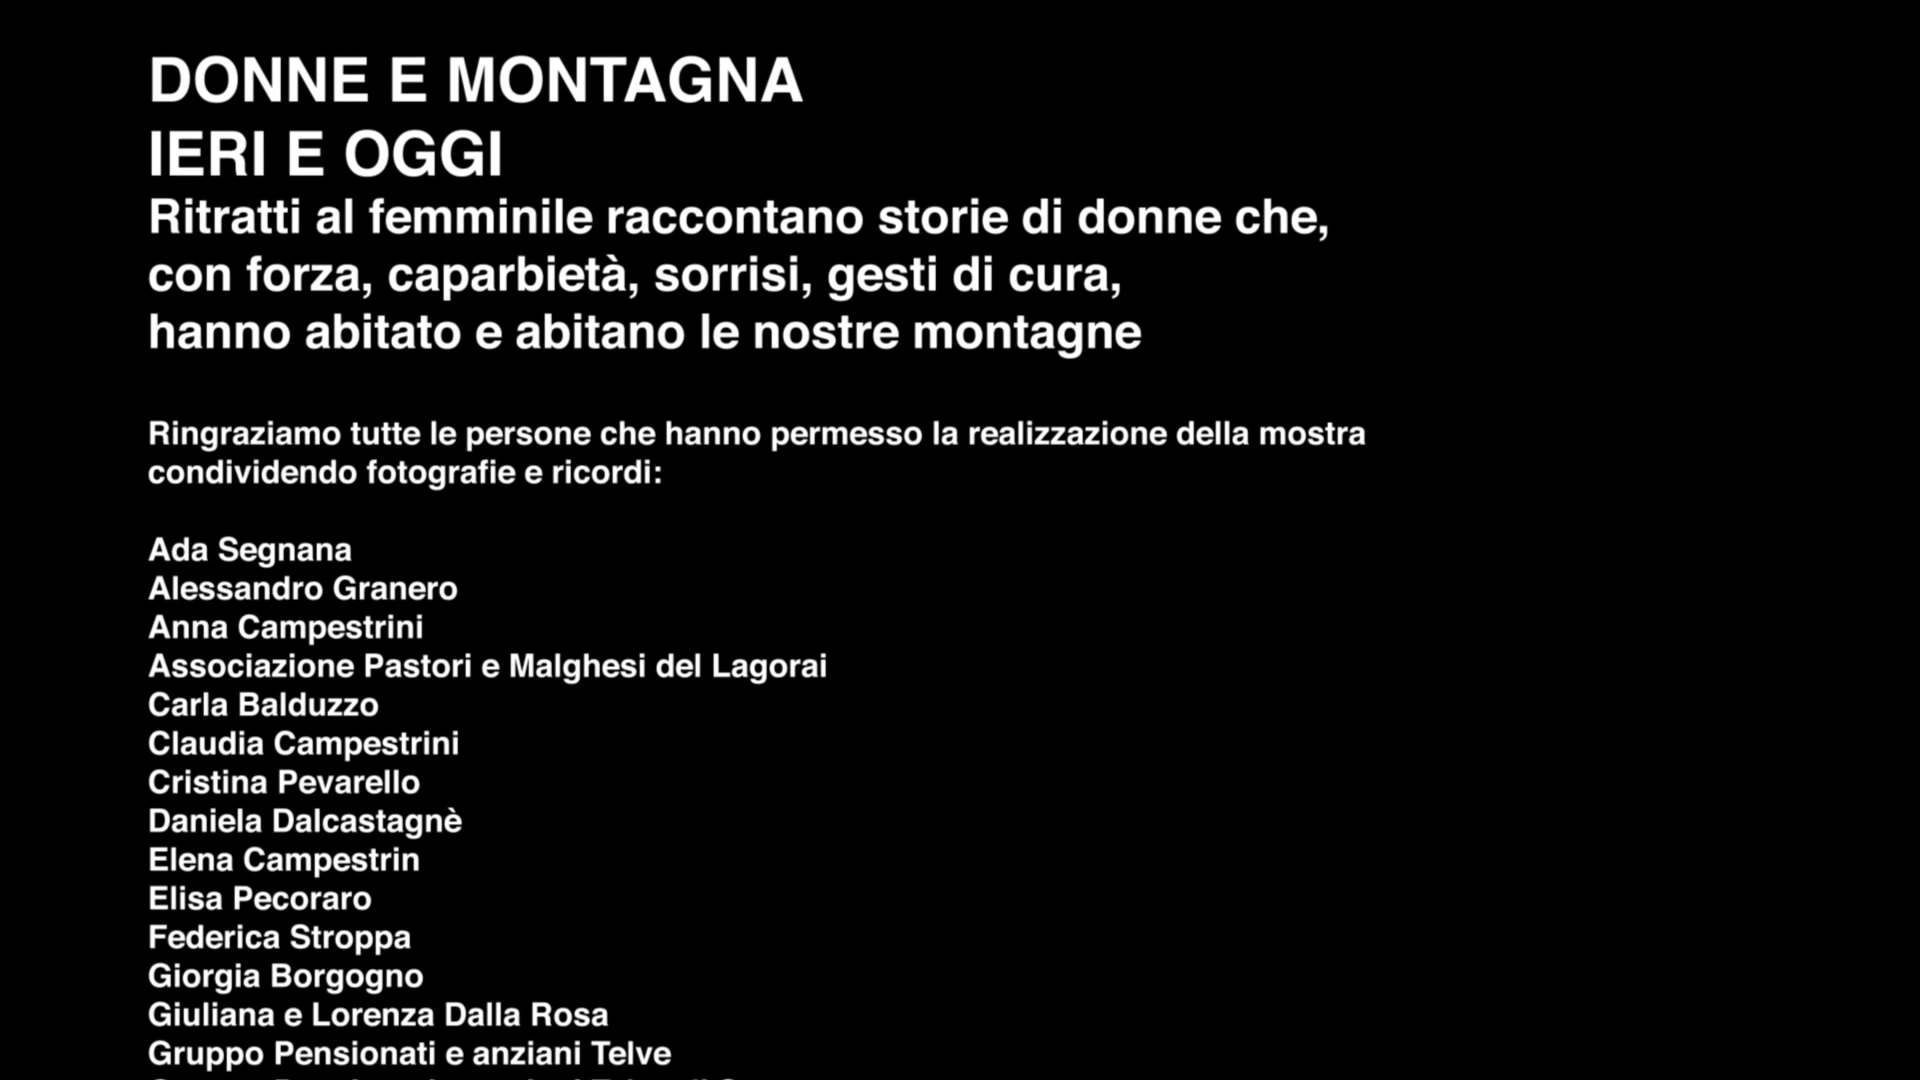 DONNE E MONTAGNA
IERI E OGGI
Ritratti al femminile raccontano storie di donne che,
con forza, caparbietà, sorrisi, gesti di cura,
hanno abitato e abitano le nostre montagne
Ringraziamo tutte le persone che hanno permesso la realizzazione della mostra
condividendo fotografie e ricordi:
Ada Segnana
Alessandro Granero
Anna Campestrini
Associazione Pastori e Malghesi del Lagorai
Carla Balduzzo
Claudia Campestrini
Cristina Pevarello
Daniela Dalcastagnè
Elena Campestrin
Elisa Pecoraro
Federica Stroppa
Giorgia Borgogno
Giuliana e Lorenza Dalla Rosa
Gruppo Pensionati e anziani Telve